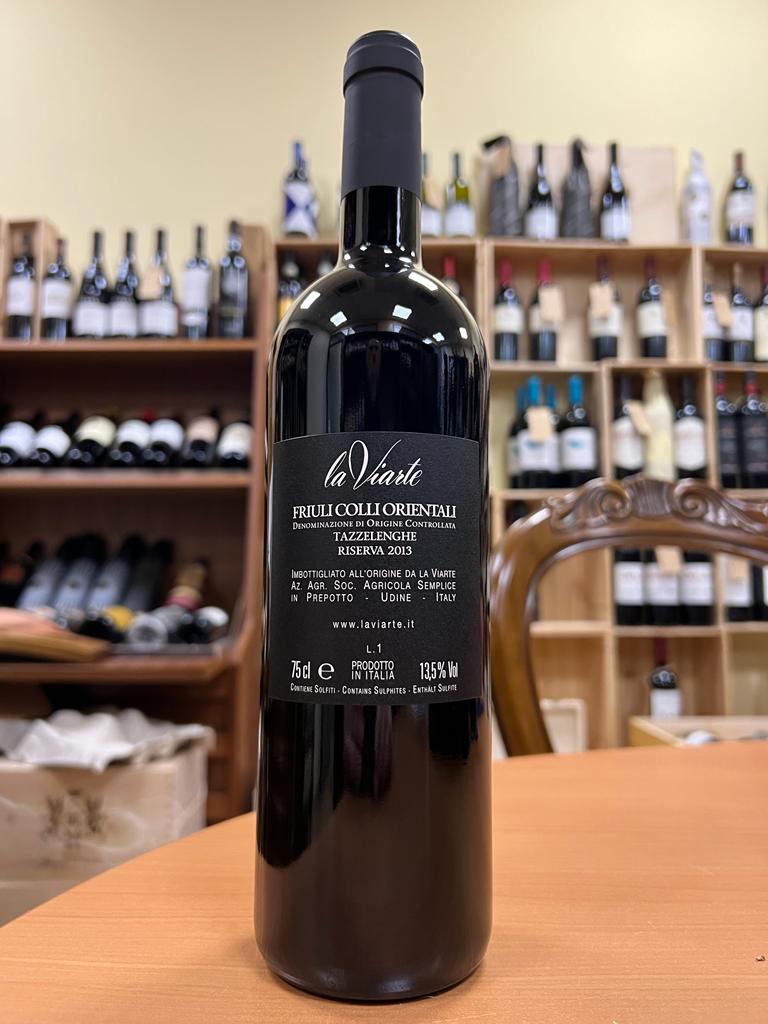 la Viarte
FRIULI COLLI ORIENTALI
DENOMINAZIONE DI ORIGINE CONTROLLATA
TAZZELENGHE
RISERVA 2013
IMBOTTIGLIATO ALL'ORIGINE DA LA VIARTE
AZ. AGR. SOC. AGRICOLA SEMPLICE
IN PREPOTTO - UDINE - ITALY
www.laviarte.it
L.1
75 cl e PRODOTTO IN ITALIA 13,5% Vol
CONTIENE SOLFITI - CONTAINS SULPHITES - ENTHÄLT SULFITE